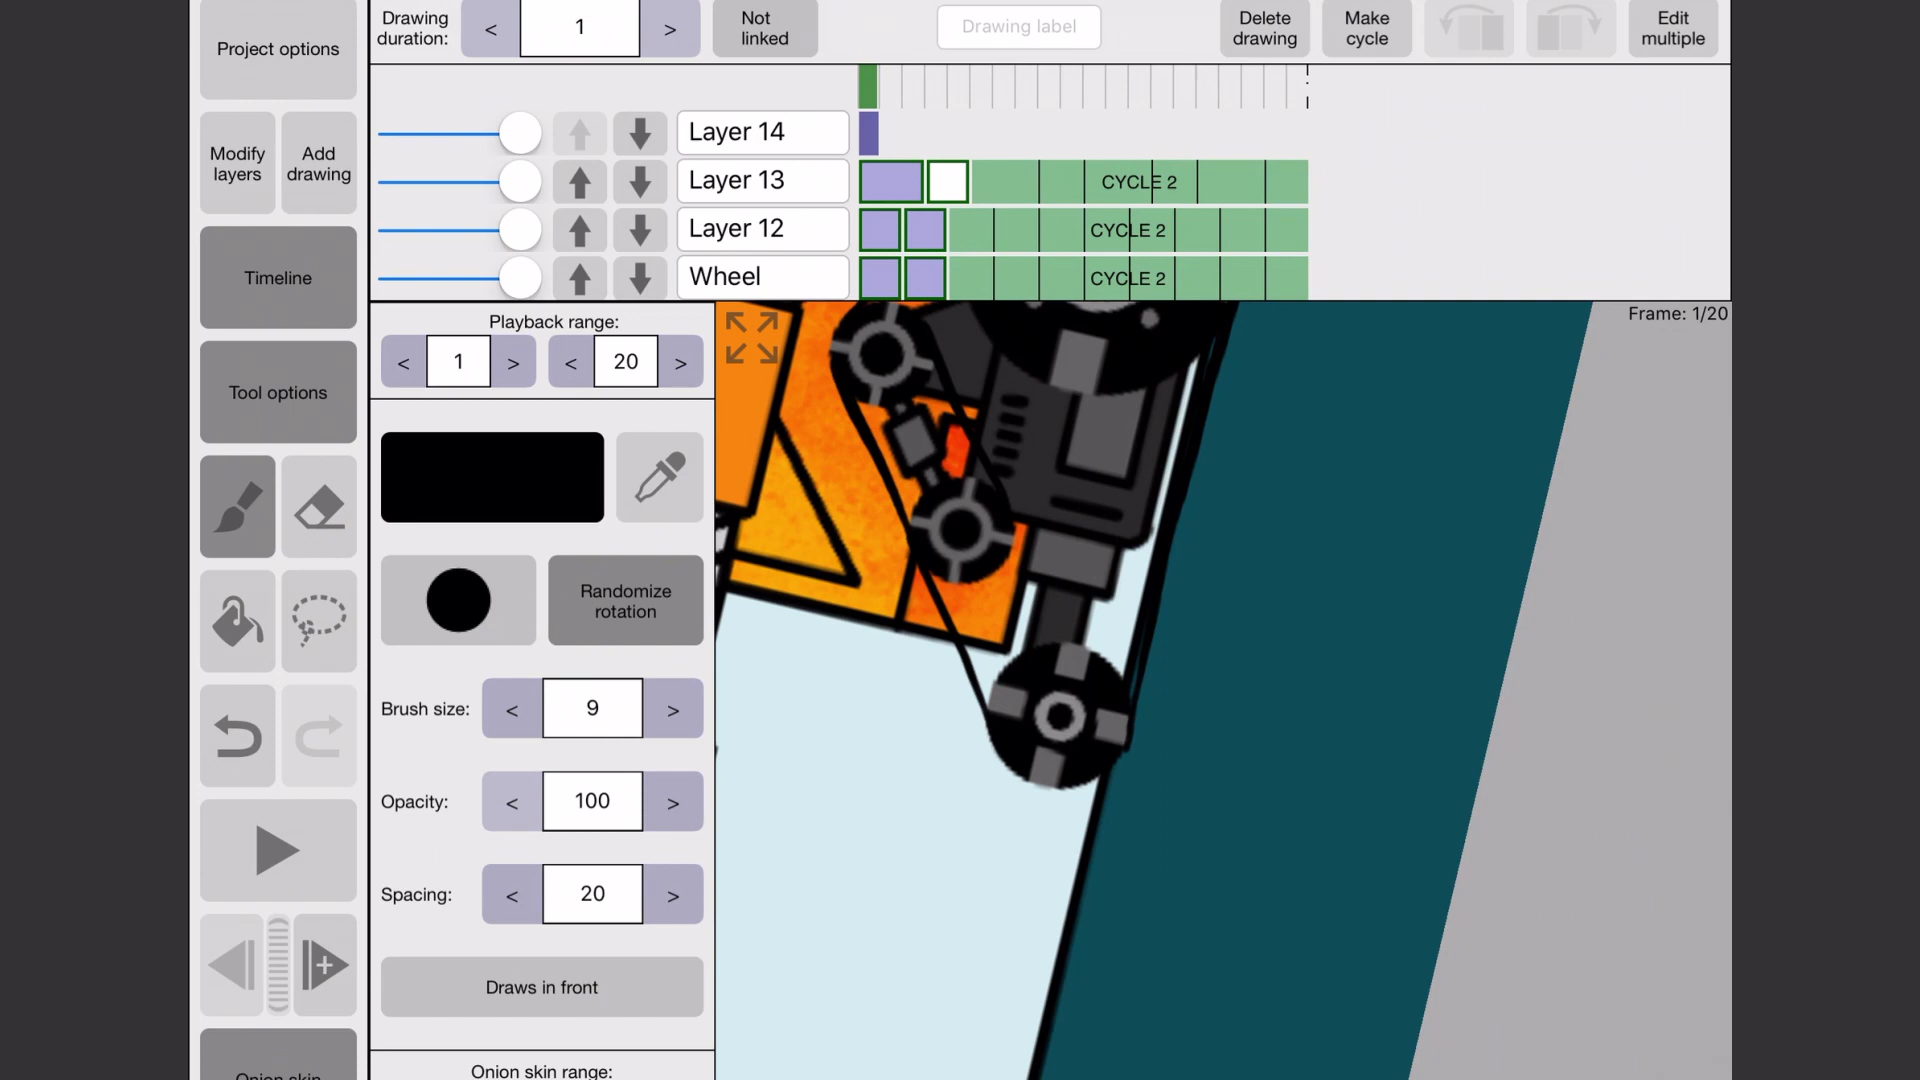 Project options
Modify
layers
Add
drawing
Timeline
Tool options
Onion skin
Drawing
duration:
<
1
>
Not
linked
Drawing label
Delete
drawing
Make
cycle
Edit
multiple
Layer 14
Layer 13
CYCLE 2
Layer 12
CYCLE 2
Wheel
CYCLE 2
Playback range:
< 1 > < 20 >
Frame: 1/20
Randomize
rotation
Brush size: < 9 >
Opacity: < 100 >
Spacing: < 20 >
Draws in front
Onion skin range: